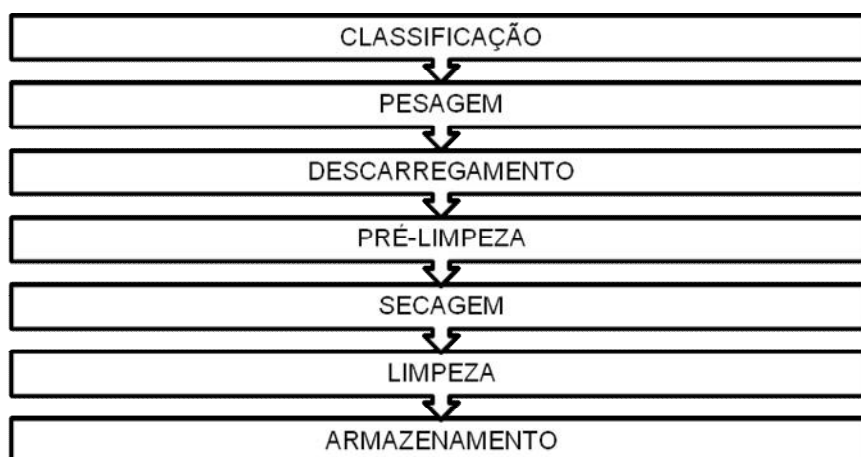 CLASSIFICAÇÃO
PESAGEM
DESCARREGAMENTO
PRÉ-LIMPEZA
SECAGEM
LIMPEZA
ARMAZENAMENTO